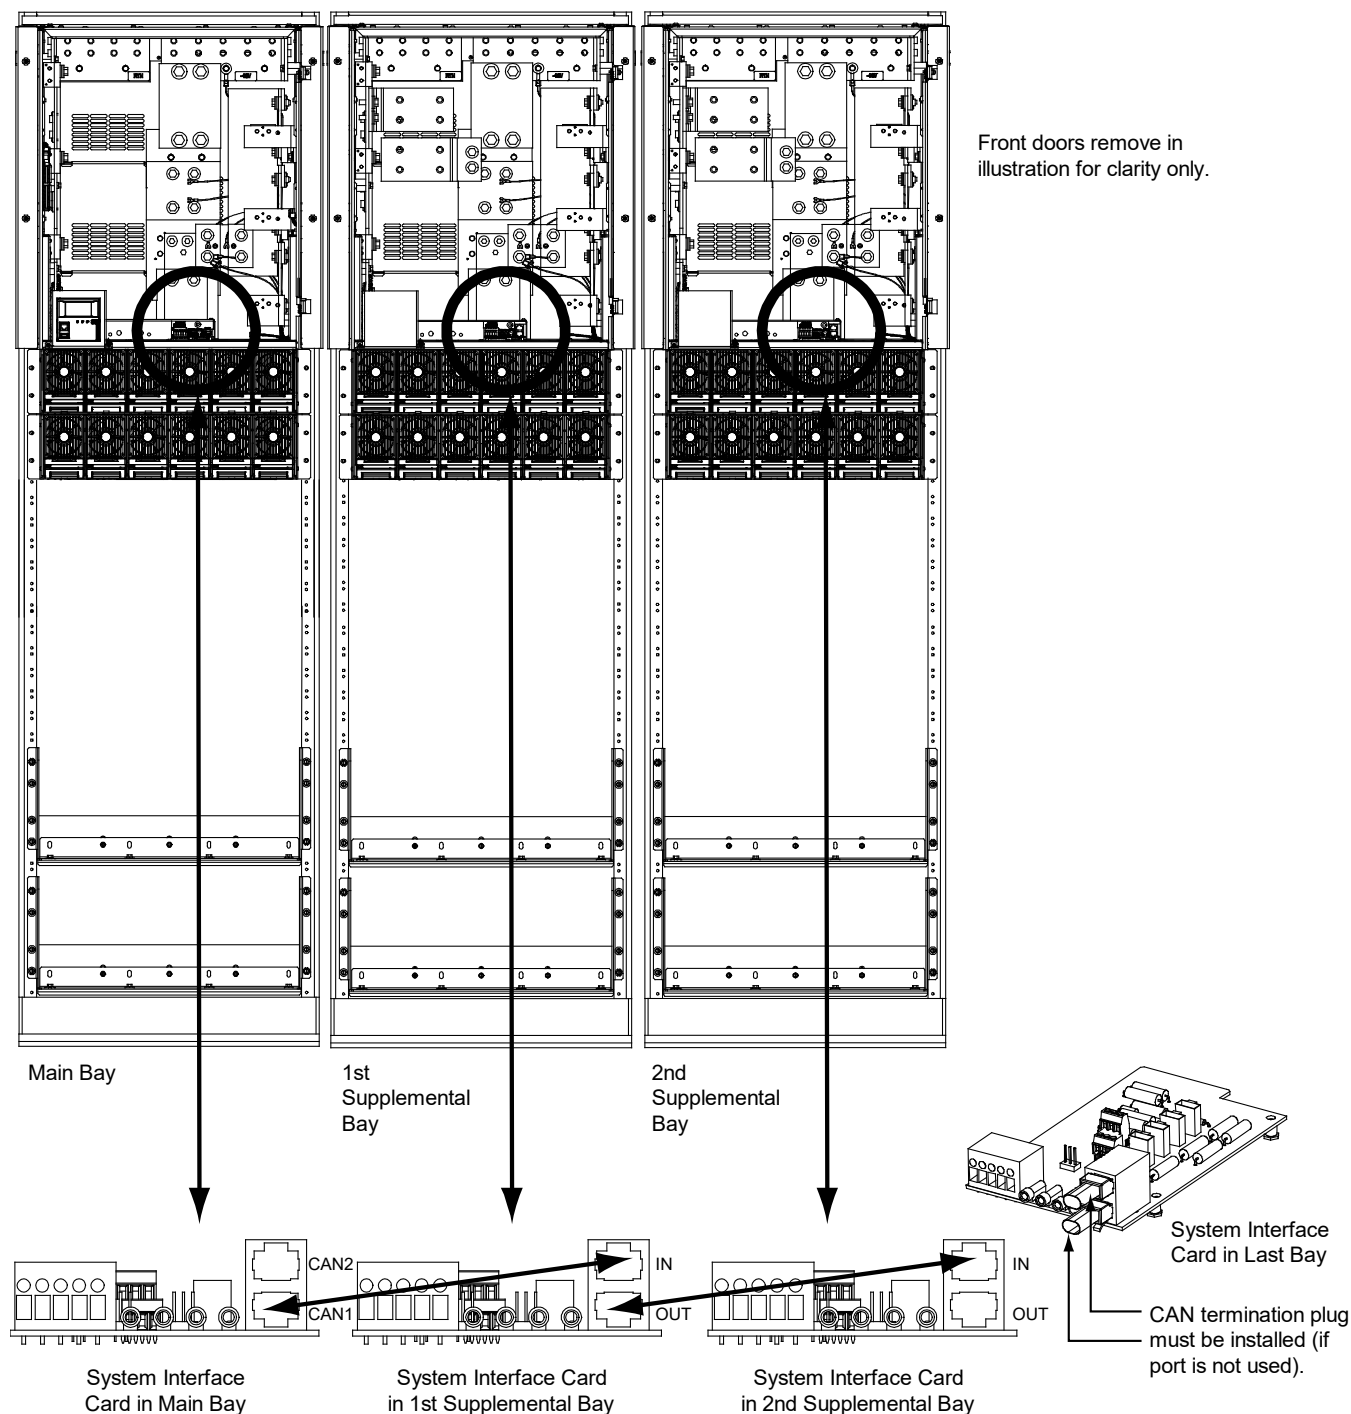 Front doors remove in
illustration for clarity only.
Main Bay
1st
Supplemental
Bay
2nd
Supplemental
Bay
System Interface
Card in Last Bay
CAN2
CAN1
IN
OUT
IN
OUT
CAN termination plug
must be installed (if
port is not used).
System Interface
Card in Main Bay
System Interface Card
in 1st Supplemental Bay
System Interface Card
in 2nd Supplemental Bay